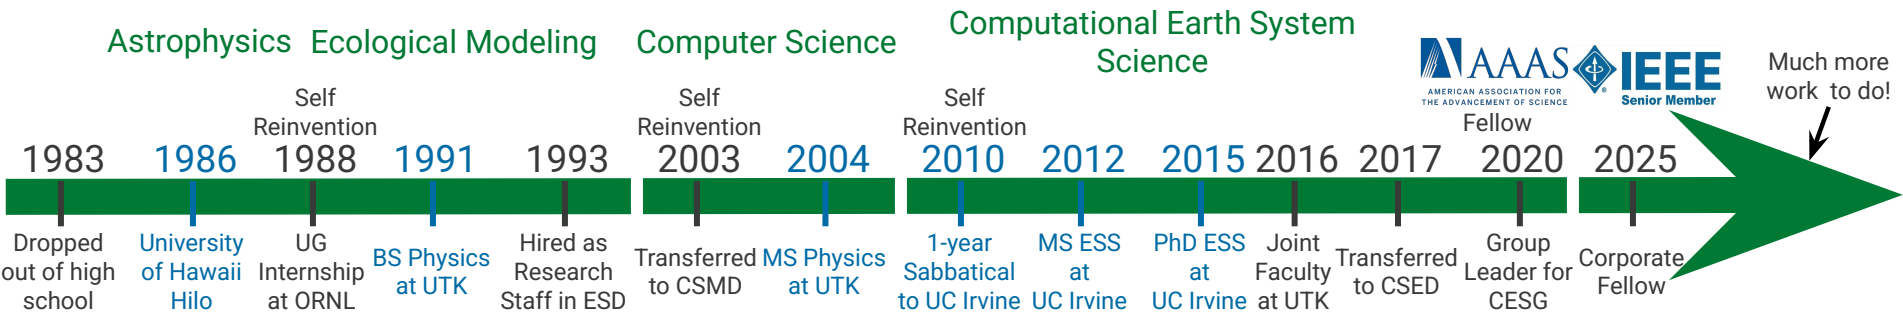 Astrophysics
Ecological Modeling
Computer Science
Computational Earth System
Science
AAAS
AMERICAN ASSOCIATION FOR
THE ADVANCEMENT OF SCIENCE
IEEE
®
Senior Member
Much more
work to do!
Self
Reinvention
Self
Reinvention
Self
Reinvention
Fellow
1983
1986
1988
1991
1993
2003
2004
2010
2012
2015
2016
2017
2020
2025
Dropped
out of high
school
University
of Hawaii
Hilo
UG
Internship
at ORNL
BS Physics
at UTK
Hired as
Research
Staff in ESD
Transferred
to CSMD
MS Physics
at UTK
1-year
Sabbatical
to UC Irvine
MS ESS
at
UC Irvine
PhD ESS
at
UC Irvine
Joint
Faculty
at UTK
Transferred
to CSED
Group
Leader for
CESG
Corporate
Fellow